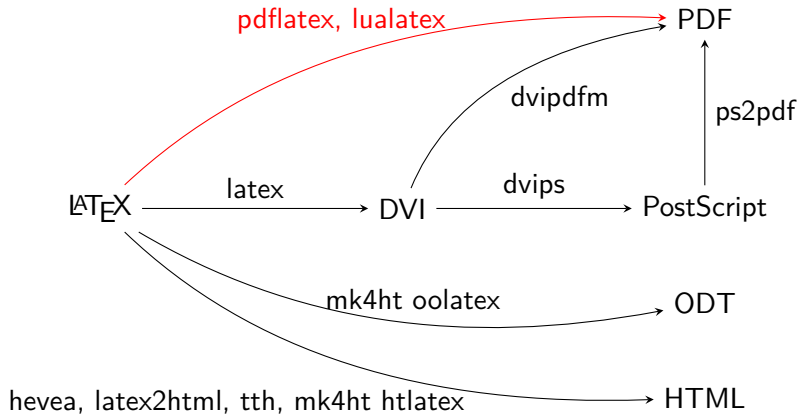 pdflatex, lualatex
PDF
dvipdfm
ps2pdf
LATEX
latex
DVI
dvips
PostScript
mk4ht oolatex
ODT
hevea, latex2html, tth, mk4ht htlatex
HTML